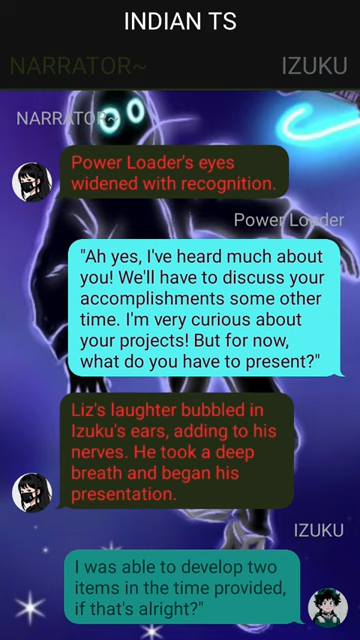 INDIAN TS
NARRATOR~
IZUKU
NARRATOR~
Power Loader's eyes
widened with recognition.
Power Loader
"Ah yes, I've heard much about
you! We'll have to discuss your
accomplishments some other
time. I'm very curious about
your projects! But for now,
what do you have to present?"
Liz's laughter bubbled in
Izuku's ears, adding to his
nerves. He took a deep
breath and began his
presentation.
IZUKU
I was able to develop two
items in the time provided,
if that's alright?"